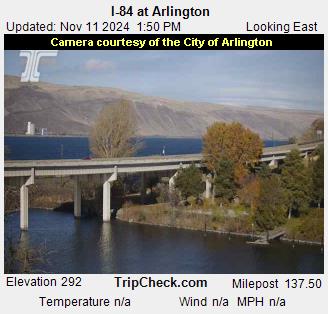 I-84 at Arlington
Updated: Nov 11 2024 1:50 PM Looking East
Camera courtesy of the City of Arlington
Elevation 292 TripCheck.com Milepost 137.50
Temperature n/a Wind n/a MPH n/a